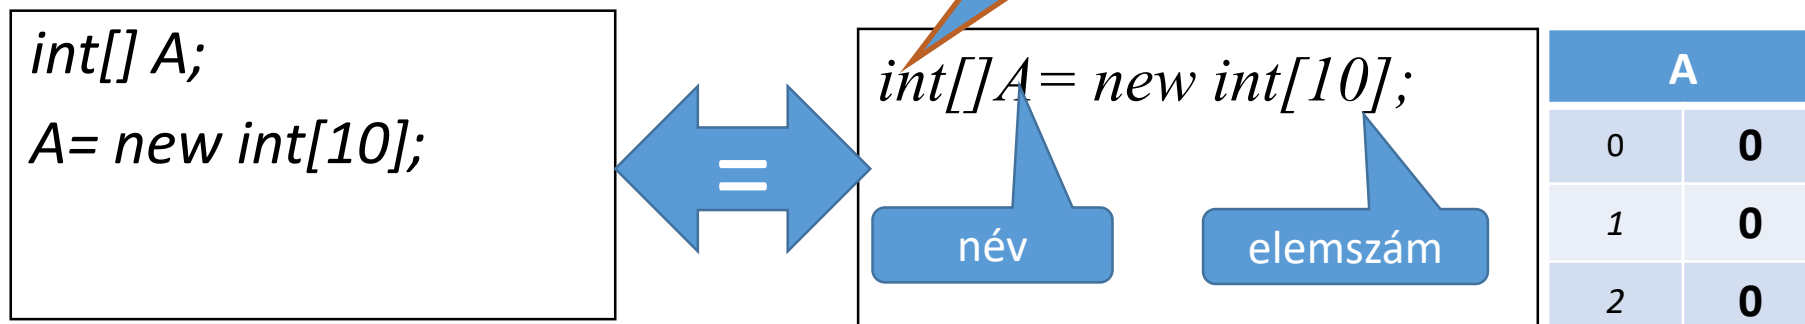 int[] A;
A= new int[10];
=
int[]A= new int[10];
név
elemszám
A
0 0
1 0
2 0